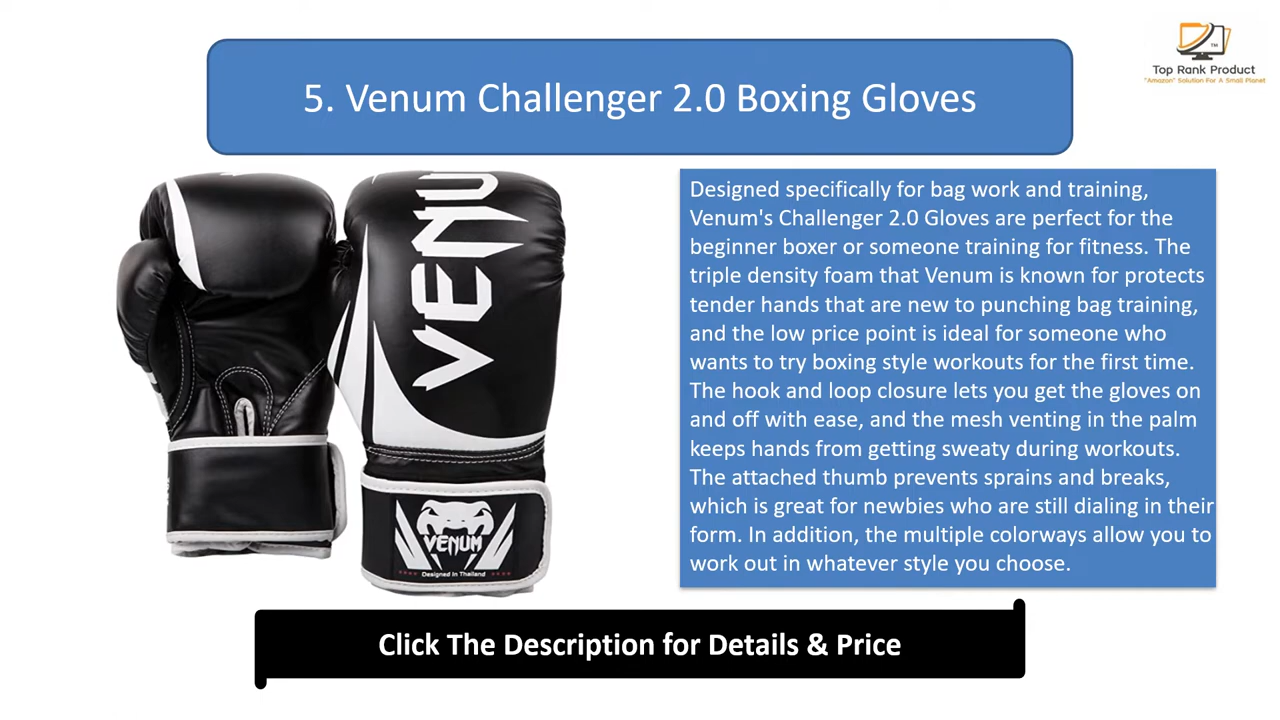 TM
Top Rank Product
"Amazon" Solution For A Small Planet
5. Venum Challenger 2.0 Boxing Gloves
VENUM
VENUM
Designed In Thailand
Designed specifically for bag work and training,
Venum's Challenger 2.0 Gloves are perfect for the
beginner boxer or someone training for fitness. The
triple density foam that Venum is known for protects
tender hands that are new to punching bag training,
and the low price point is ideal for someone who
wants to try boxing style workouts for the first time.
The hook and loop closure lets you get the gloves on
and off with ease, and the mesh venting in the palm
keeps hands from getting sweaty during workouts.
The attached thumb prevents sprains and breaks,
which is great for newbies who are still dialing in their
form. In addition, the multiple colorways allow you to
work out in whatever style you choose.
Click The Description for Details & Price